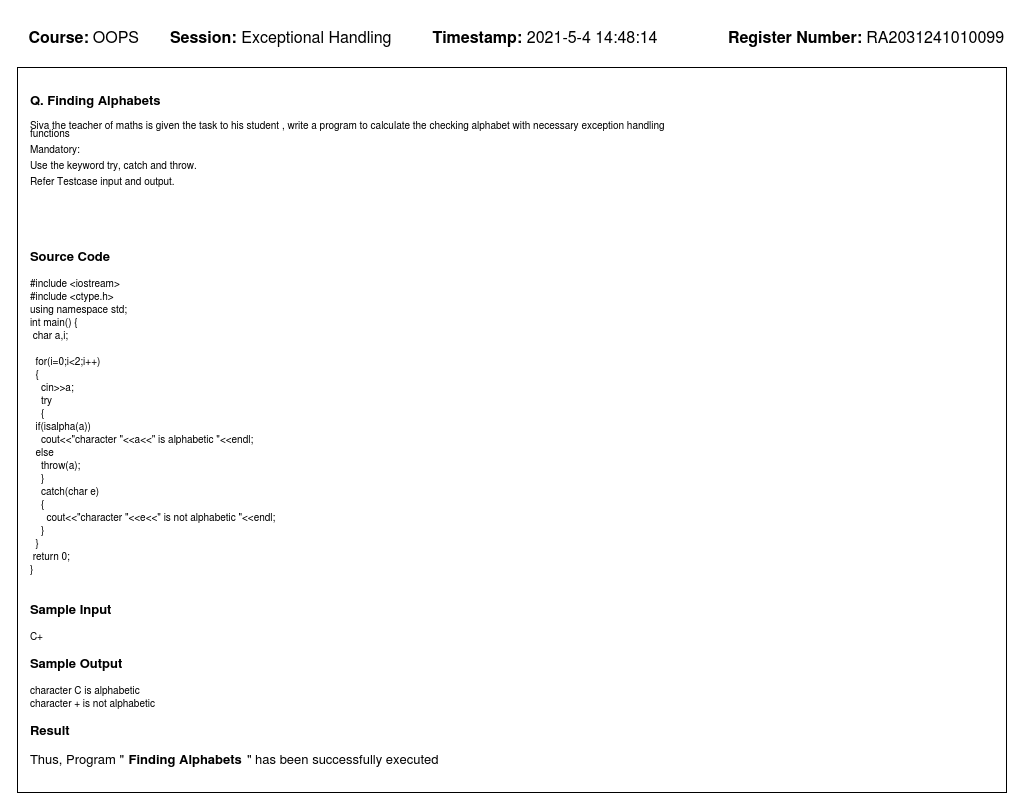 Course: OOPS Session: Exceptional Handling Timestamp: 2021-5-4 14:48:14 Register Number: RA2031241010099
Q. Finding Alphabets
Siva the teacher of maths is given the task to his student , write a program to calculate the checking alphabet with necessary exception handling
functions
Mandatory:
Use the keyword try, catch and throw.
Refer Testcase input and output.
Source Code
#include <iostream>
#include <ctype.h>
using namespace std;
int main() {
char a,i;
for(i=0;i<2;i++)
{
cin>>a;
try
{
if(isalpha(a))
cout<<"character "<<a<<" is alphabetic "<<endl;
else
throw(a);
}
catch(char e)
{
cout<<"character "<<e<<" is not alphabetic "<<endl;
}
}
return 0;
}
Sample Input
C+
Sample Output
character C is alphabetic
character + is not alphabetic
Result
Thus, Program " Finding Alphabets " has been successfully executed